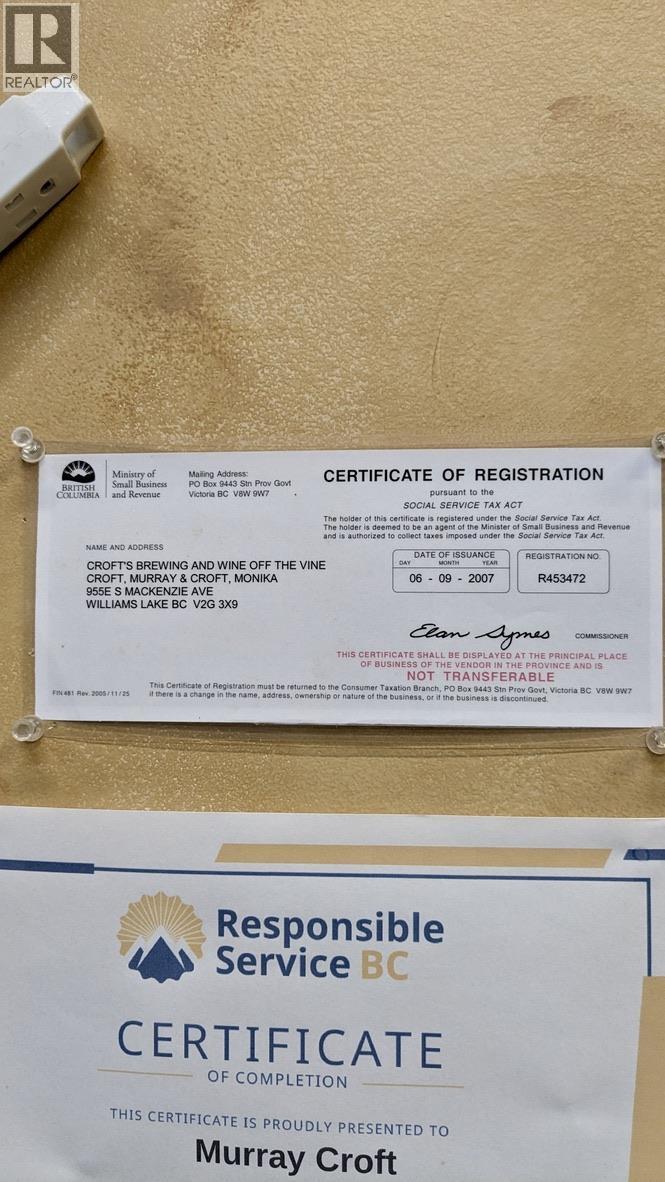 REALTOR®
BRITISH
COLUMBIA
Ministry of
Small Business
and Revenue
Mailing Address:
PO Box 9443 Stn Prov Govt
Victoria BC V8W 9W7
CERTIFICATE OF REGISTRATION
pursuant to the
SOCIAL SERVICE TAX ACT
The holder of this certificate is registered under the Social Service Tax Act.
The holder is deemed to be an agent of the Minister of Small Business and Revenue
and is authorized to collect taxes imposed under the Social Service Tax Act.
NAME AND ADDRESS
CROFT'S BREWING AND WINE OFF THE VINE
CROFT, MURRAY & CROFT, MONIKA
955E S MACKENZIE AVE
WILLIAMS LAKE BC V2G 3X9
DATE OF ISSUANCE
DAY MONTH YEAR
06 - 09 - 2007
REGISTRATION NO.
R453472
Elan Symes
COMMISSIONER
THIS CERTIFICATE SHALL BE DISPLAYED AT THE PRINCIPAL PLACE
OF BUSINESS OF THE VENDOR IN THE PROVINCE AND IS
NOT TRANSFERABLE
FIN 481 Rev. 2005 / 11 / 25
This Certificate of Registration must be returned to the Consumer Taxation Branch, PO Box 9443 Stn Prov Govt, Victoria BC V8W 9W7
if there is a change in the name, address, ownership or nature of the business, or if the business is discontinued.
Responsible
Service BC
CERTIFICATE
OF COMPLETION
THIS CERTIFICATE IS PROUDLY PRESENTED TO
Murray Croft